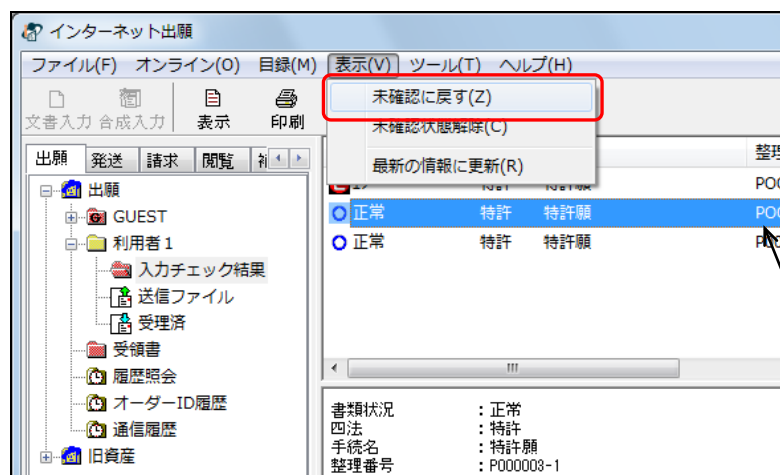 インターネット出願
ファイル(F) オンライン(O) 目録(M) 表示(V) ツール(T) ヘルプ(H)
未確認に戻す(Z)
未確認状態解除(C)
最新の情報に更新(R)
文書入力 合成入力 表示 印刷
出願 発送 請求 閲覧
整理
特許 特許願 PO
正常 特許 特許願 PO
正常 特許 特許願
出願
GUEST
利用者1
入力チェック結果
送信ファイル
受理済
受領書
履歴照会
オーダーID履歴
通信履歴
旧資産
書類状況 :正常
四法 :特許
手続名 :特許願
整理番号 :P000003-1